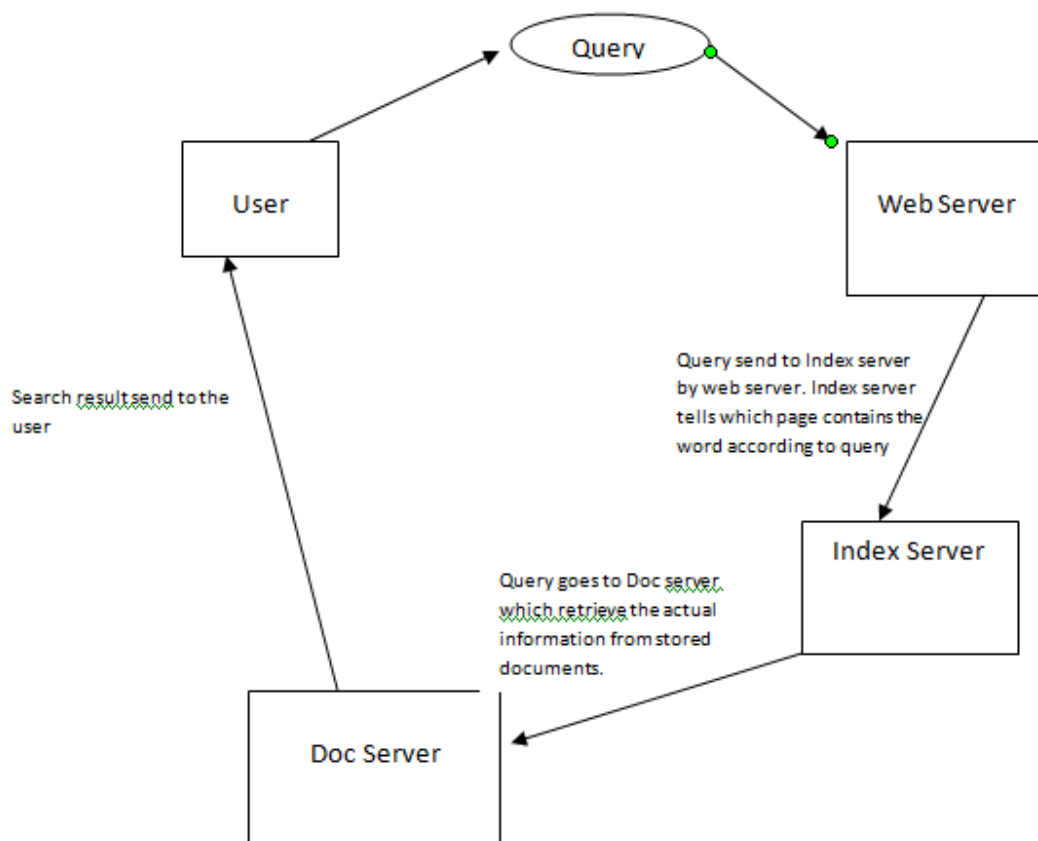 Query
User
Web Server
Query send to Index server
by web server. Index server
tells which page contains the
word according to query
Search result send to the
user
Index Server
Query goes to Doc server.
which retrieve the actual
information from stored
documents.
Doc Server